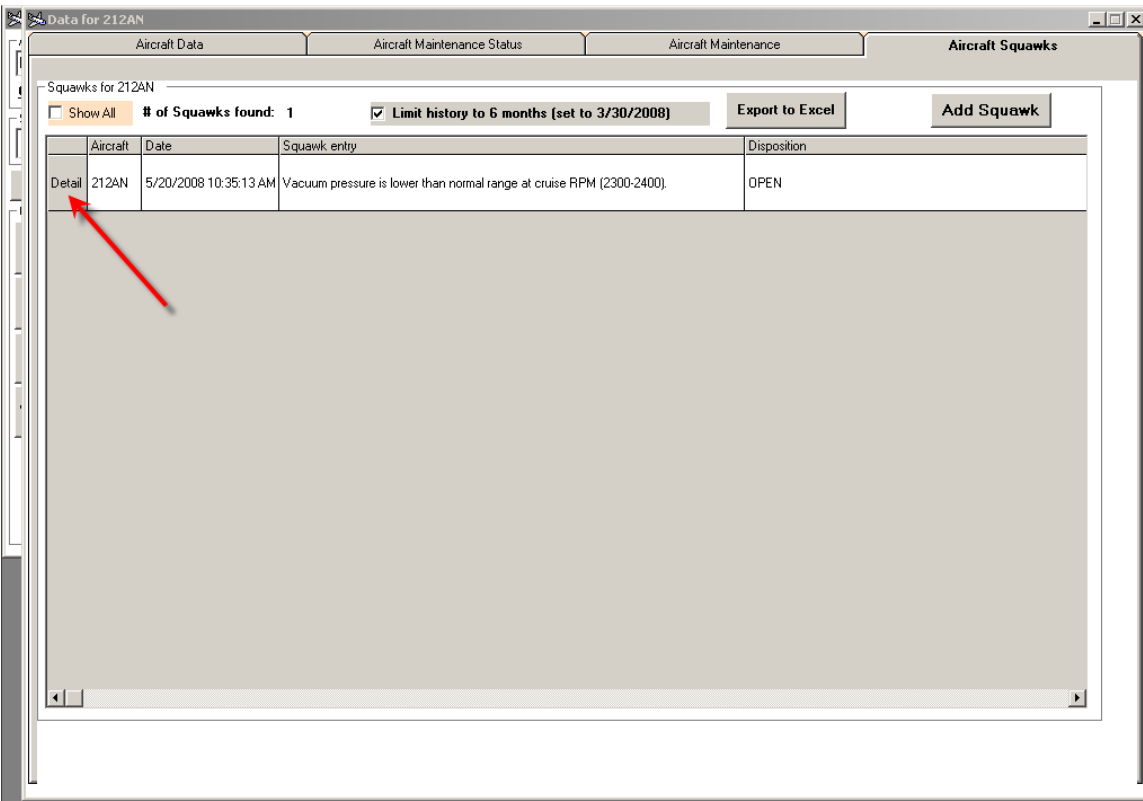 Data for 212AN
Aircraft Data
Aircraft Maintenance Status
Aircraft Maintenance
Aircraft Squawks
Squawks for 212AN
Show All
# of Squawks found: 1
Limit history to 6 months (set to 3/30/2008)
Export to Excel
Add Squawk
Aircraft Date Squawk entry Disposition
Detail 212AN 5/20/2008 10:35:13 AM Vacuum pressure is lower than normal range at cruise RPM (2300-2400). OPEN